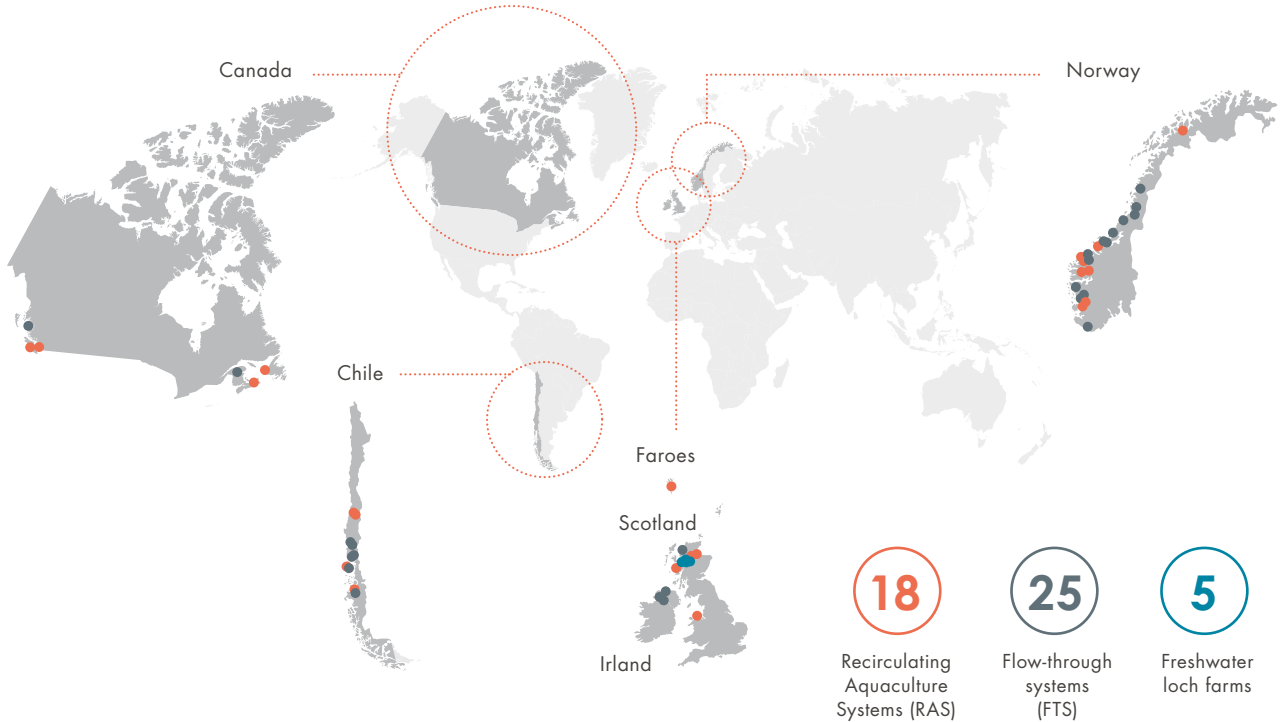 Canada
Norway
Chile
Faroes
Scotland
Irland
18
Recirculating
Aquaculture
Systems (RAS)
25
Flow-through
systems
(FTS)
5
Freshwater
loch farms